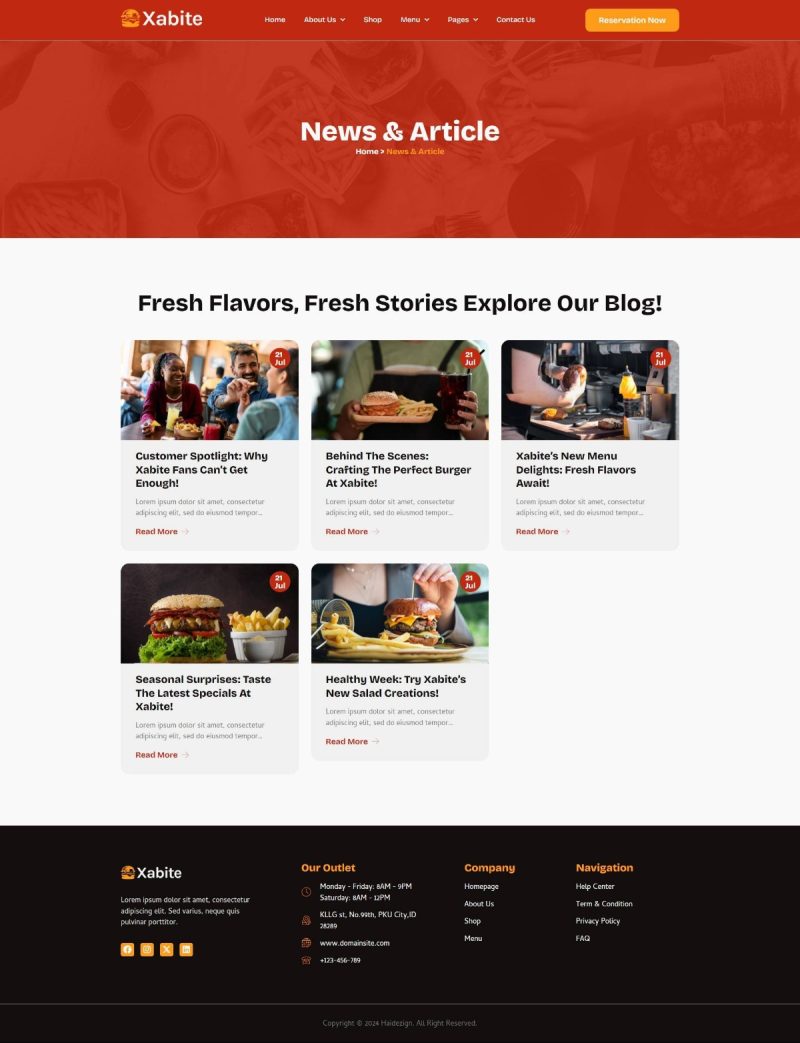 Xabite
Home
About Us
Shop
Menu
Pages
Contact Us
Reservation Now
News & Article
Home > News & Article
Fresh Flavors, Fresh Stories Explore Our Blog!
21
Jul
Customer Spotlight: Why
Xabite Fans Can't Get
Enough!
Lorem ipsum dolor sit amet, consectetur
adipiscing elit, sed do eiusmod tempor...
Read More →
21
Jul
Behind The Scenes:
Crafting The Perfect Burger
At Xabite!
Lorem ipsum dolor sit amet, consectetur
adipiscing elit, sed do eiusmod tempor...
Read More →
21
Jul
Xabite's New Menu
Delights: Fresh Flavors
Await!
Lorem ipsum dolor sit amet, consectetur
adipiscing elit, sed do eiusmod tempor...
Read More →
21
Jul
Seasonal Surprises: Taste
The Latest Specials At
Xabite!
Lorem ipsum dolor sit amet, consectetur
adipiscing elit, sed do eiusmod tempor...
Read More →
21
Jul
Healthy Week: Try Xabite's
New Salad Creations!
Lorem ipsum dolor sit amet, consectetur
adipiscing elit, sed do eiusmod tempor...
Read More →
Xabite
Lorem ipsum dolor sit amet, consectetur
adipiscing elit. Sed varius, neque quis
pulvinar porttitor.
Our Outlet
Monday - Friday: 8AM - 9PM
Saturday: 8AM - 12PM
KLLG st, No.99th, PKU City,ID
28289
www.domainsite.com
+123-456-789
Company
Homepage
About Us
Shop
Menu
Navigation
Help Center
Term & Condition
Privacy Policy
FAQ
Copyright © 2024 Haidezign. All Right Reserved.